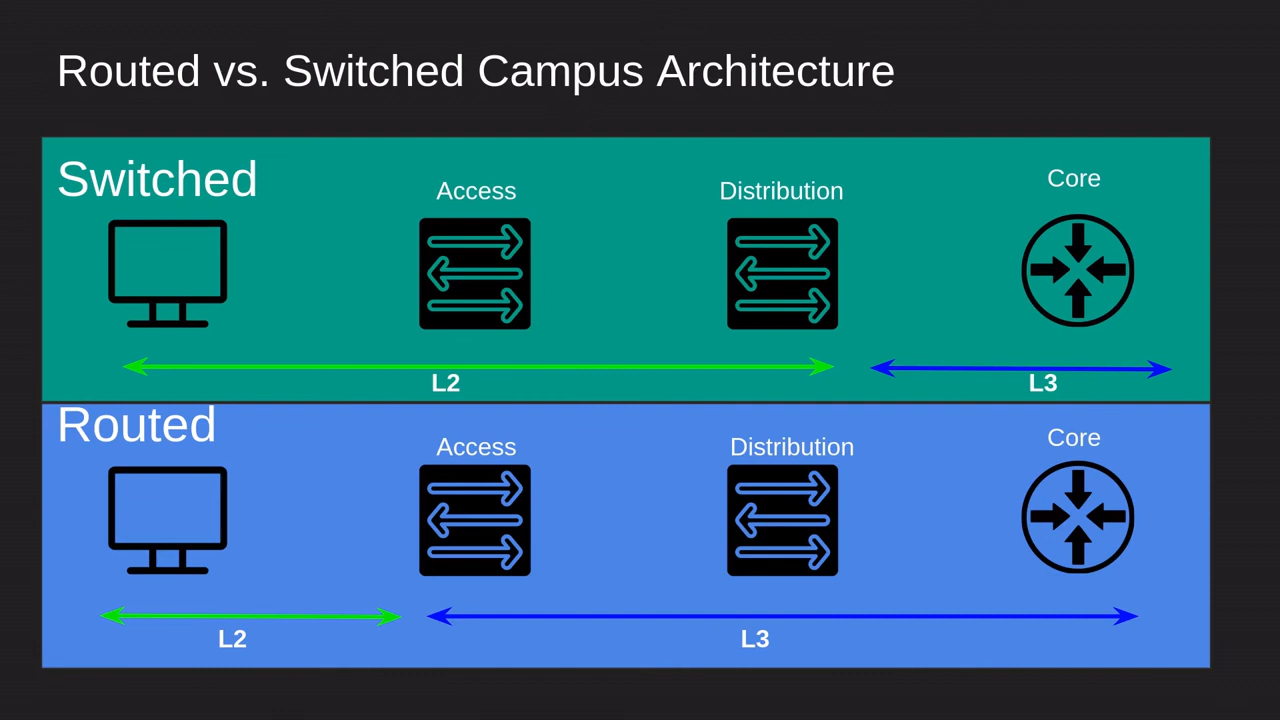 Routed vs. Switched Campus Architecture
Switched
Access
Distribution
Core
L2
L3
Routed
Access
Distribution
Core
L2
L3